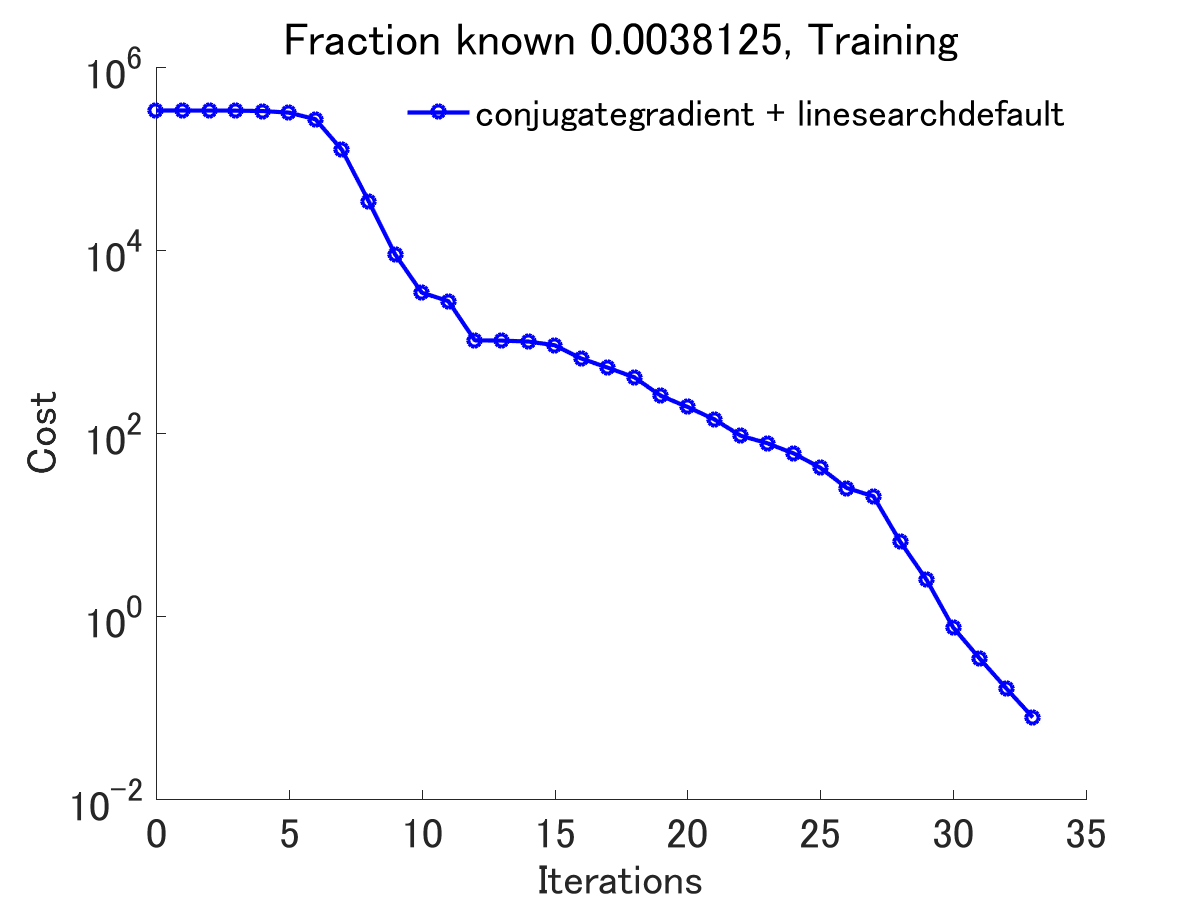 Fraction known 0.0038125, Training
conjugategradient + linesearchdefault
10^6
10^4
10^2
10^0
10^-2
Cost
0 5 10 15 20 25 30 35
Iterations